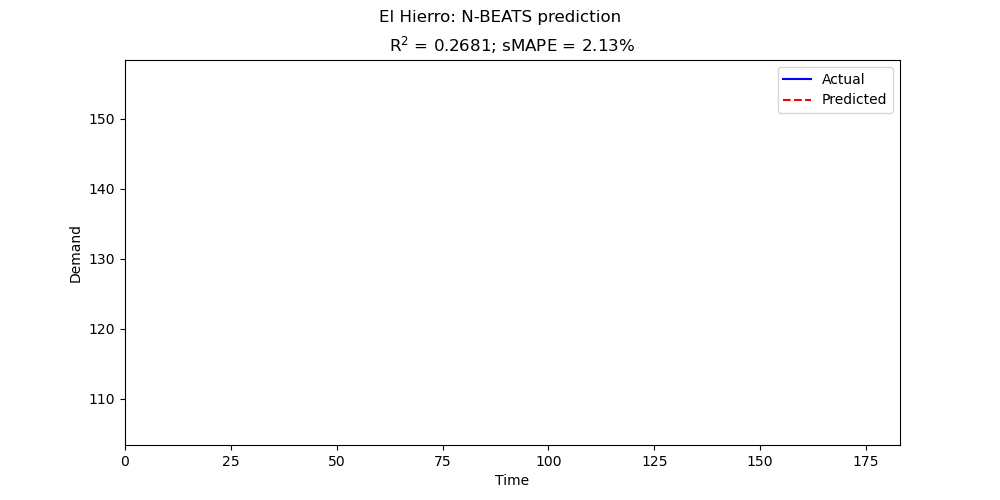 El Hierro: N-BEATS prediction
R² = 0.2681; sMAPE = 2.13%
Actual
Predicted
150
140
130
120
110
Demand
0 25 50 75 100 125 150 175
Time